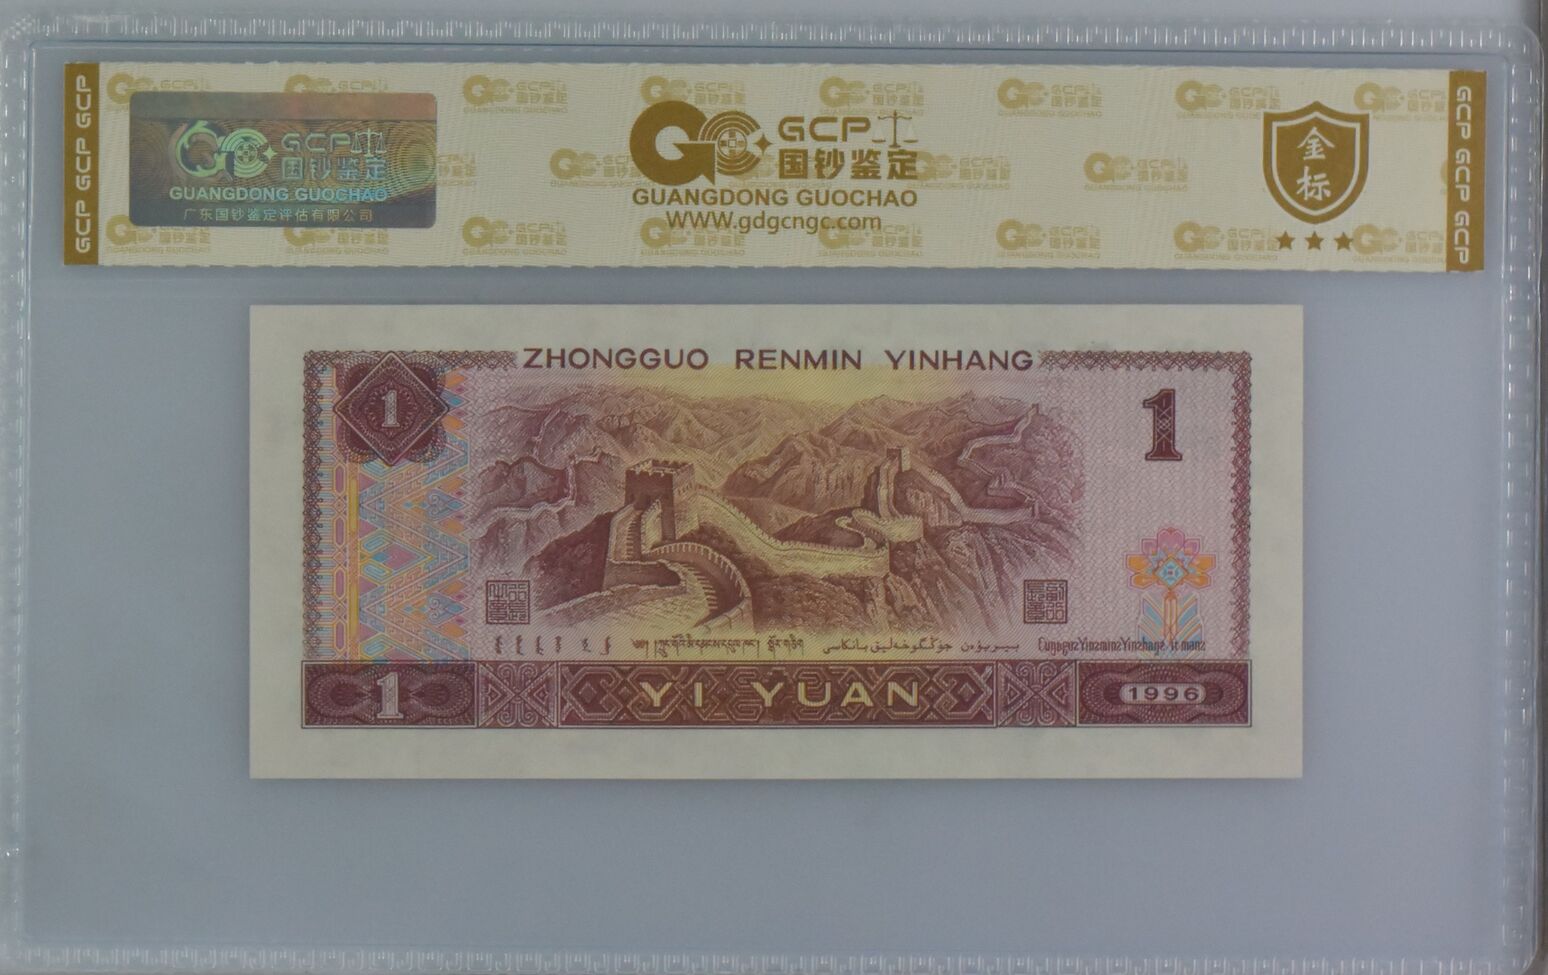 GCP GCP GCP
GCP
国钞鉴定
GUANGDONG GUOCHAO
广东国钞鉴定评估有限公司
GCP
国钞鉴定
GUANGDONG GUOCHAO
WWW.gdgcngc.com
金标
GCP GCP GCP
ZHONGGUO RENMIN YINHANG
1
1
1
YI YUAN
1996